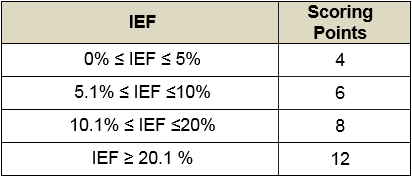 IEF Scoring Points
0% ≤ IEF ≤ 5% 4
5.1% ≤ IEF ≤10% 6
10.1% ≤ IEF ≤20% 8
IEF ≥ 20.1 % 12